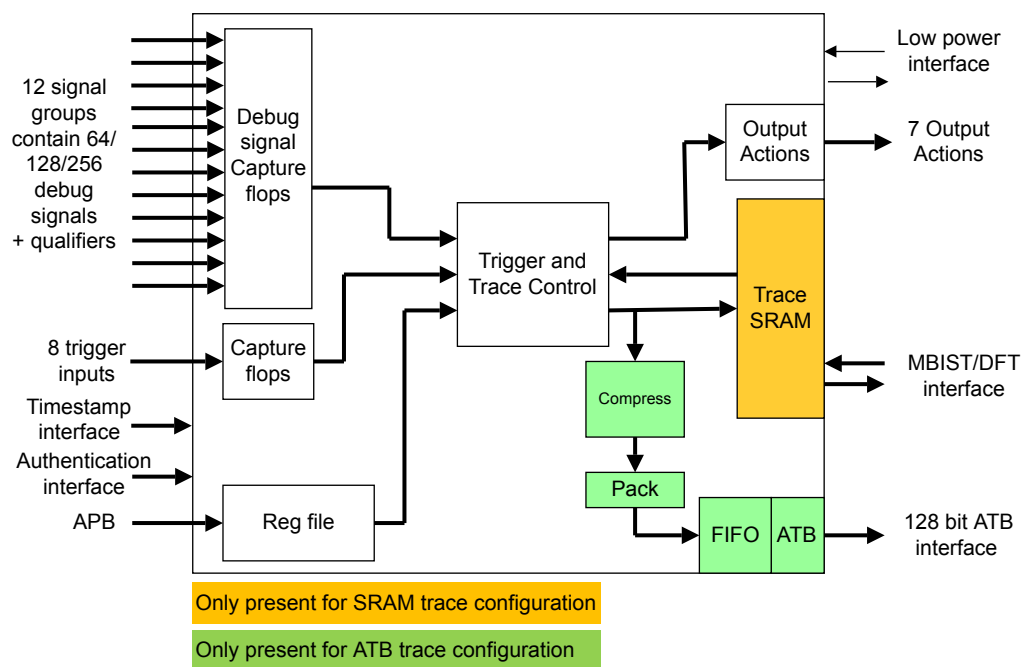 12 signal
groups
contain 64/
128/256
debug
signals
+ qualifiers
8 trigger
inputs
Timestamp
interface
Authentication
interface
APB
Debug
signal
Capture
flops
Capture
flops
Reg file
Trigger and
Trace Control
Compress
Pack
FIFO
ATB
Output
Actions
Trace
SRAM
Low power
interface
7 Output
Actions
MBIST/DFT
interface
128 bit ATB
interface
Only present for SRAM trace configuration
Only present for ATB trace configuration